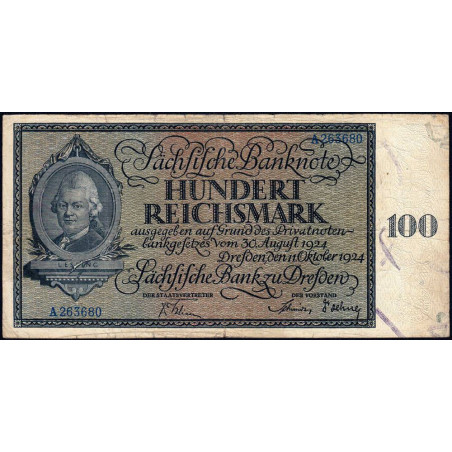 A 263680
Sächsische Banknote
HUNDERT
REICHSMARK
ausgegeben auf Grund des Privatnoten-
bankgesetzes vom 30. August 1924
Dresden, den 11. Oktober 1924
Sächsische Bank zu Dresden
DER STAATSVERTRETER DER VORSTAND
A 263680
100
LESSING